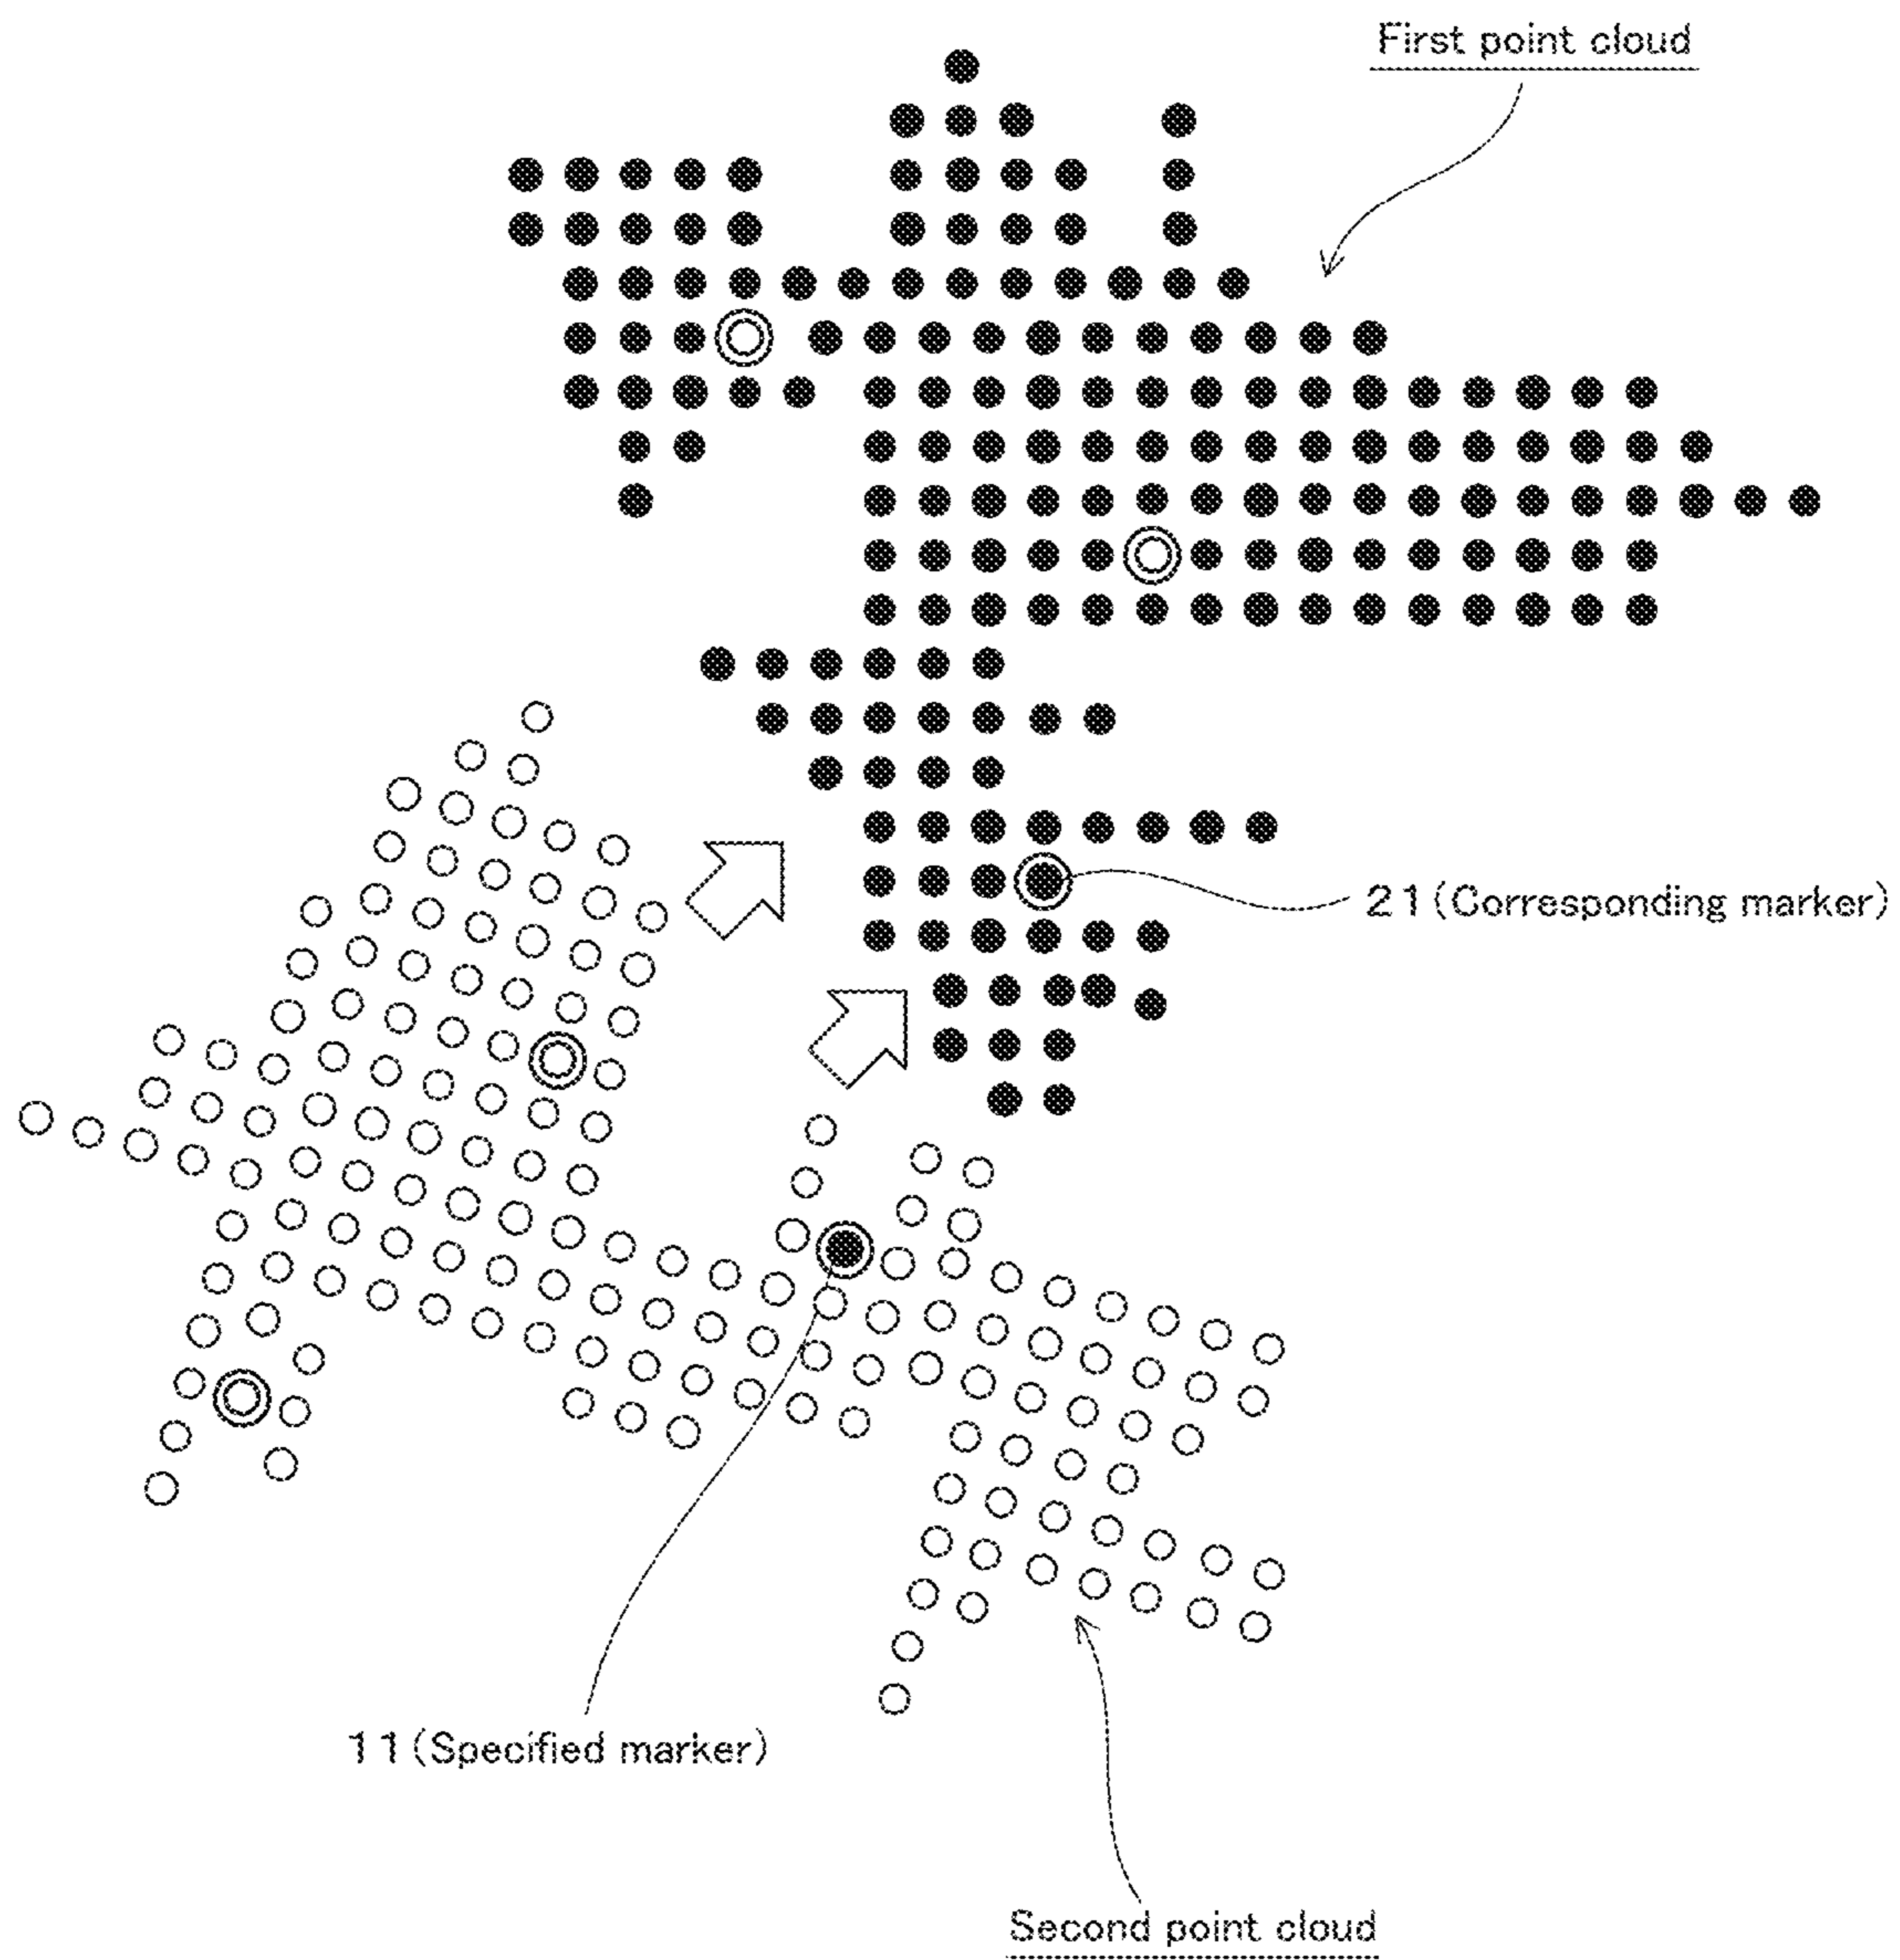 First point cloud
21(Corresponding marker)
11(Specified marker)
Second point cloud